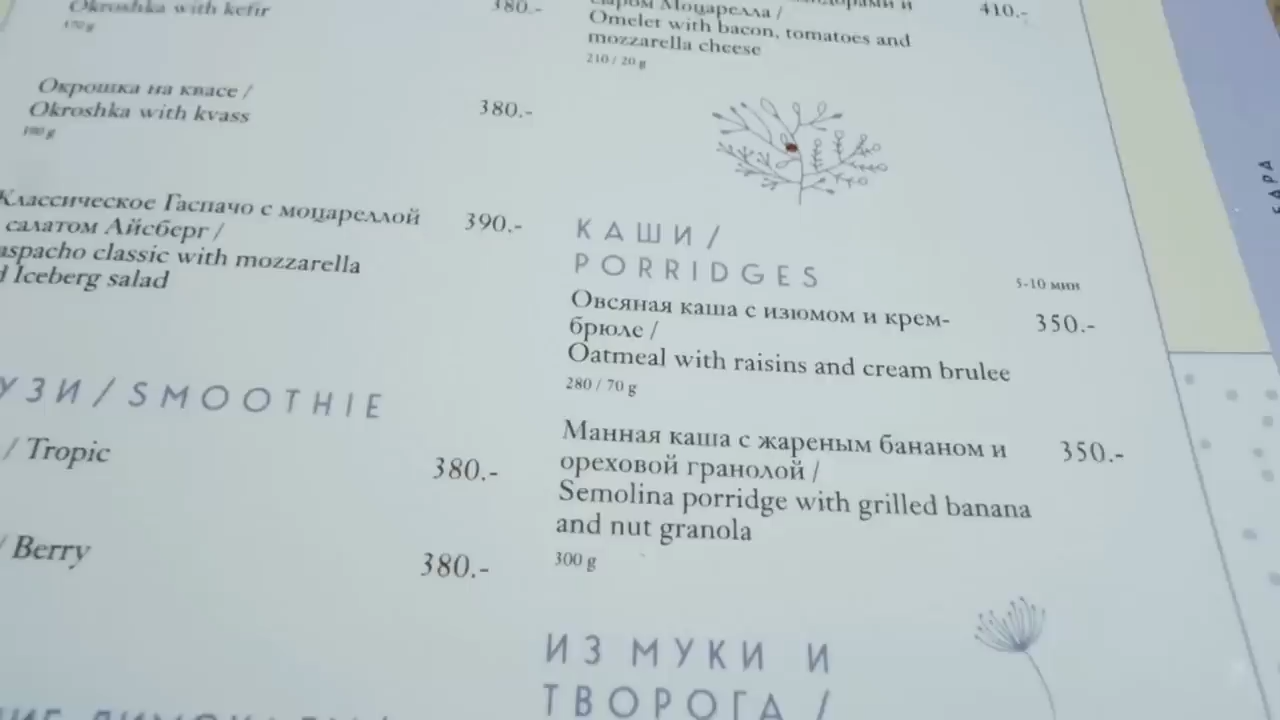 Okroshka with kefir
380.-
170 g
Окрошка на квасе /
Okroshka with kvass
380.-
Классическое Гаспачо с моцареллой
салатом Айсберг /
390.-
aspacho classic with mozzarella
d Iceberg salad
УЗИ / SMOOTHIE
/ Tropic
380.-
/ Berry
380.-
Моцарелла /
410.-
Omelet with bacon, tomatoes and
mozzarella cheese
210 / 20 g
КАШИ /
PORRIDGES
5-10 мин
Овсяная каша с изюмом и крем-
350.-
брюле /
Oatmeal with raisins and cream brulee
280 / 70 g
Манная каша с жареным бананом и
350.-
ореховой гранолой /
Semolina porridge with grilled banana
and nut granola
300 g
ИЗ МУКИ И
ТВОРОГА /